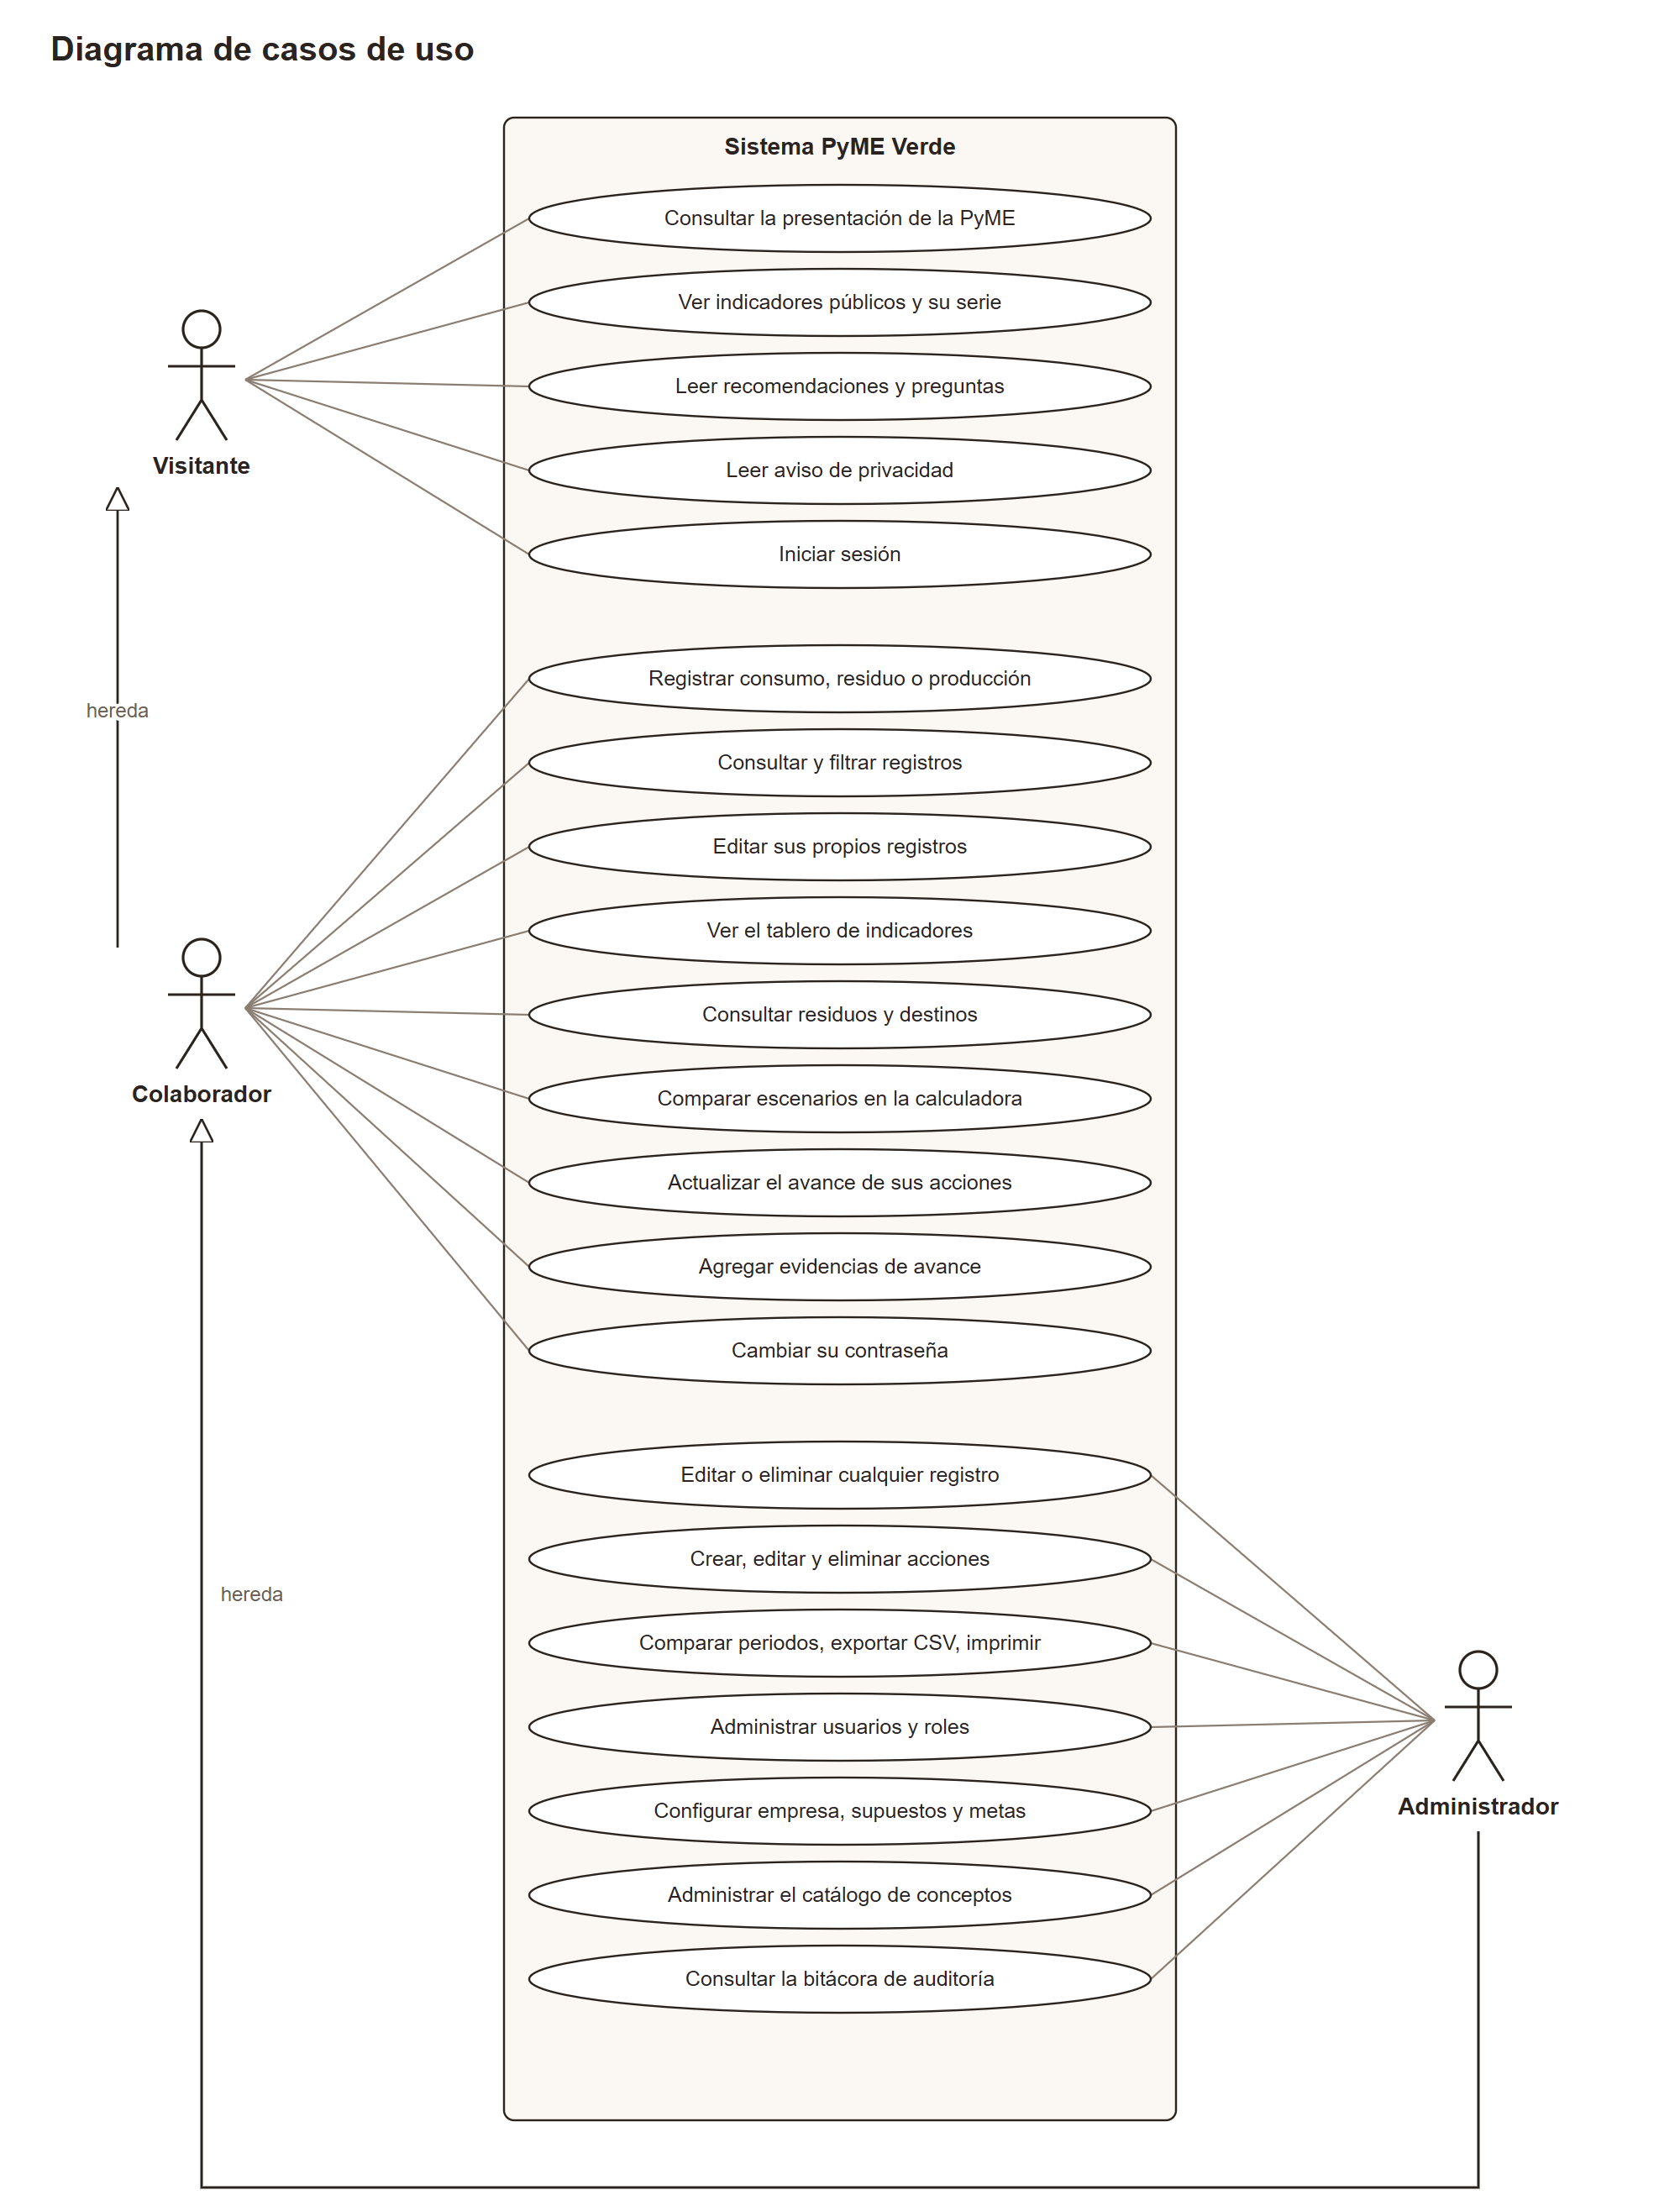 Diagrama de casos de uso
Sistema PyME Verde
Consultar la presentación de la PyME
Ver indicadores públicos y su serie
Leer recomendaciones y preguntas
Leer aviso de privacidad
Iniciar sesión
Visitante
hereda
Registrar consumo, residuo o producción
Consultar y filtrar registros
Editar sus propios registros
Ver el tablero de indicadores
Consultar residuos y destinos
Comparar escenarios en la calculadora
Actualizar el avance de sus acciones
Agregar evidencias de avance
Cambiar su contraseña
Colaborador
hereda
Editar o eliminar cualquier registro
Crear, editar y eliminar acciones
Comparar periodos, exportar CSV, imprimir
Administrar usuarios y roles
Configurar empresa, supuestos y metas
Administrar el catálogo de conceptos
Consultar la bitácora de auditoría
Administrador